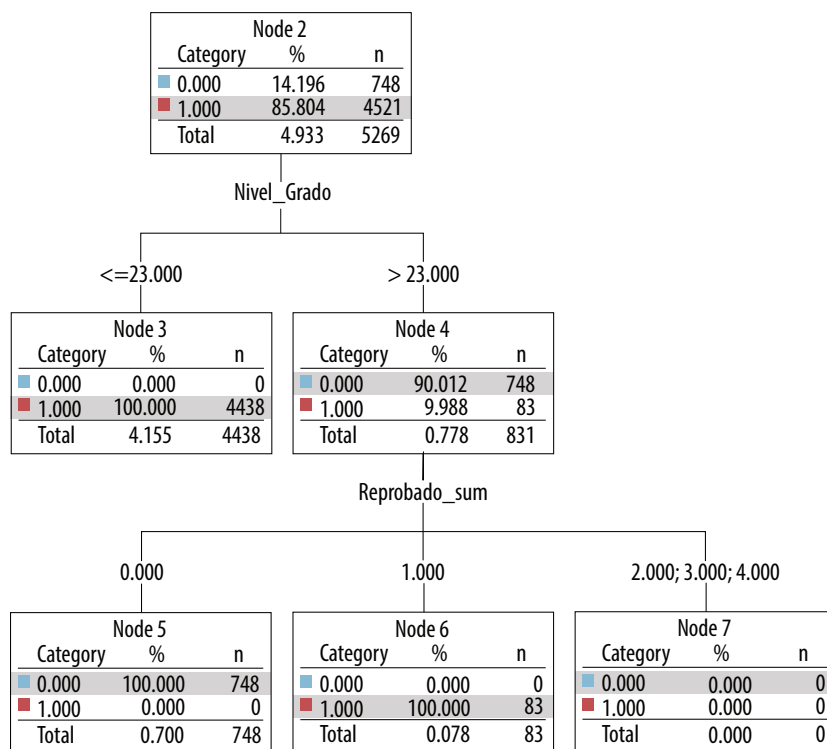 Node 2
Category % n
0.000 14.196 748
1.000 85.804 4521
Total 4.933 5269
Nivel_Grado
<=23.000 > 23.000
Node 3
Category % n
0.000 0.000 0
1.000 100.000 4438
Total 4.155 4438
Node 4
Category % n
0.000 90.012 748
1.000 9.988 83
Total 0.778 831
Reprobado_sum
0.000 1.000 2.000; 3.000; 4.000
Node 5
Category % n
0.000 100.000 748
1.000 0.000 0
Total 0.700 748
Node 6
Category % n
0.000 0.000 0
1.000 100.000 83
Total 0.078 83
Node 7
Category % n
0.000 0.000 0
1.000 0.000 0
Total 0.000 0